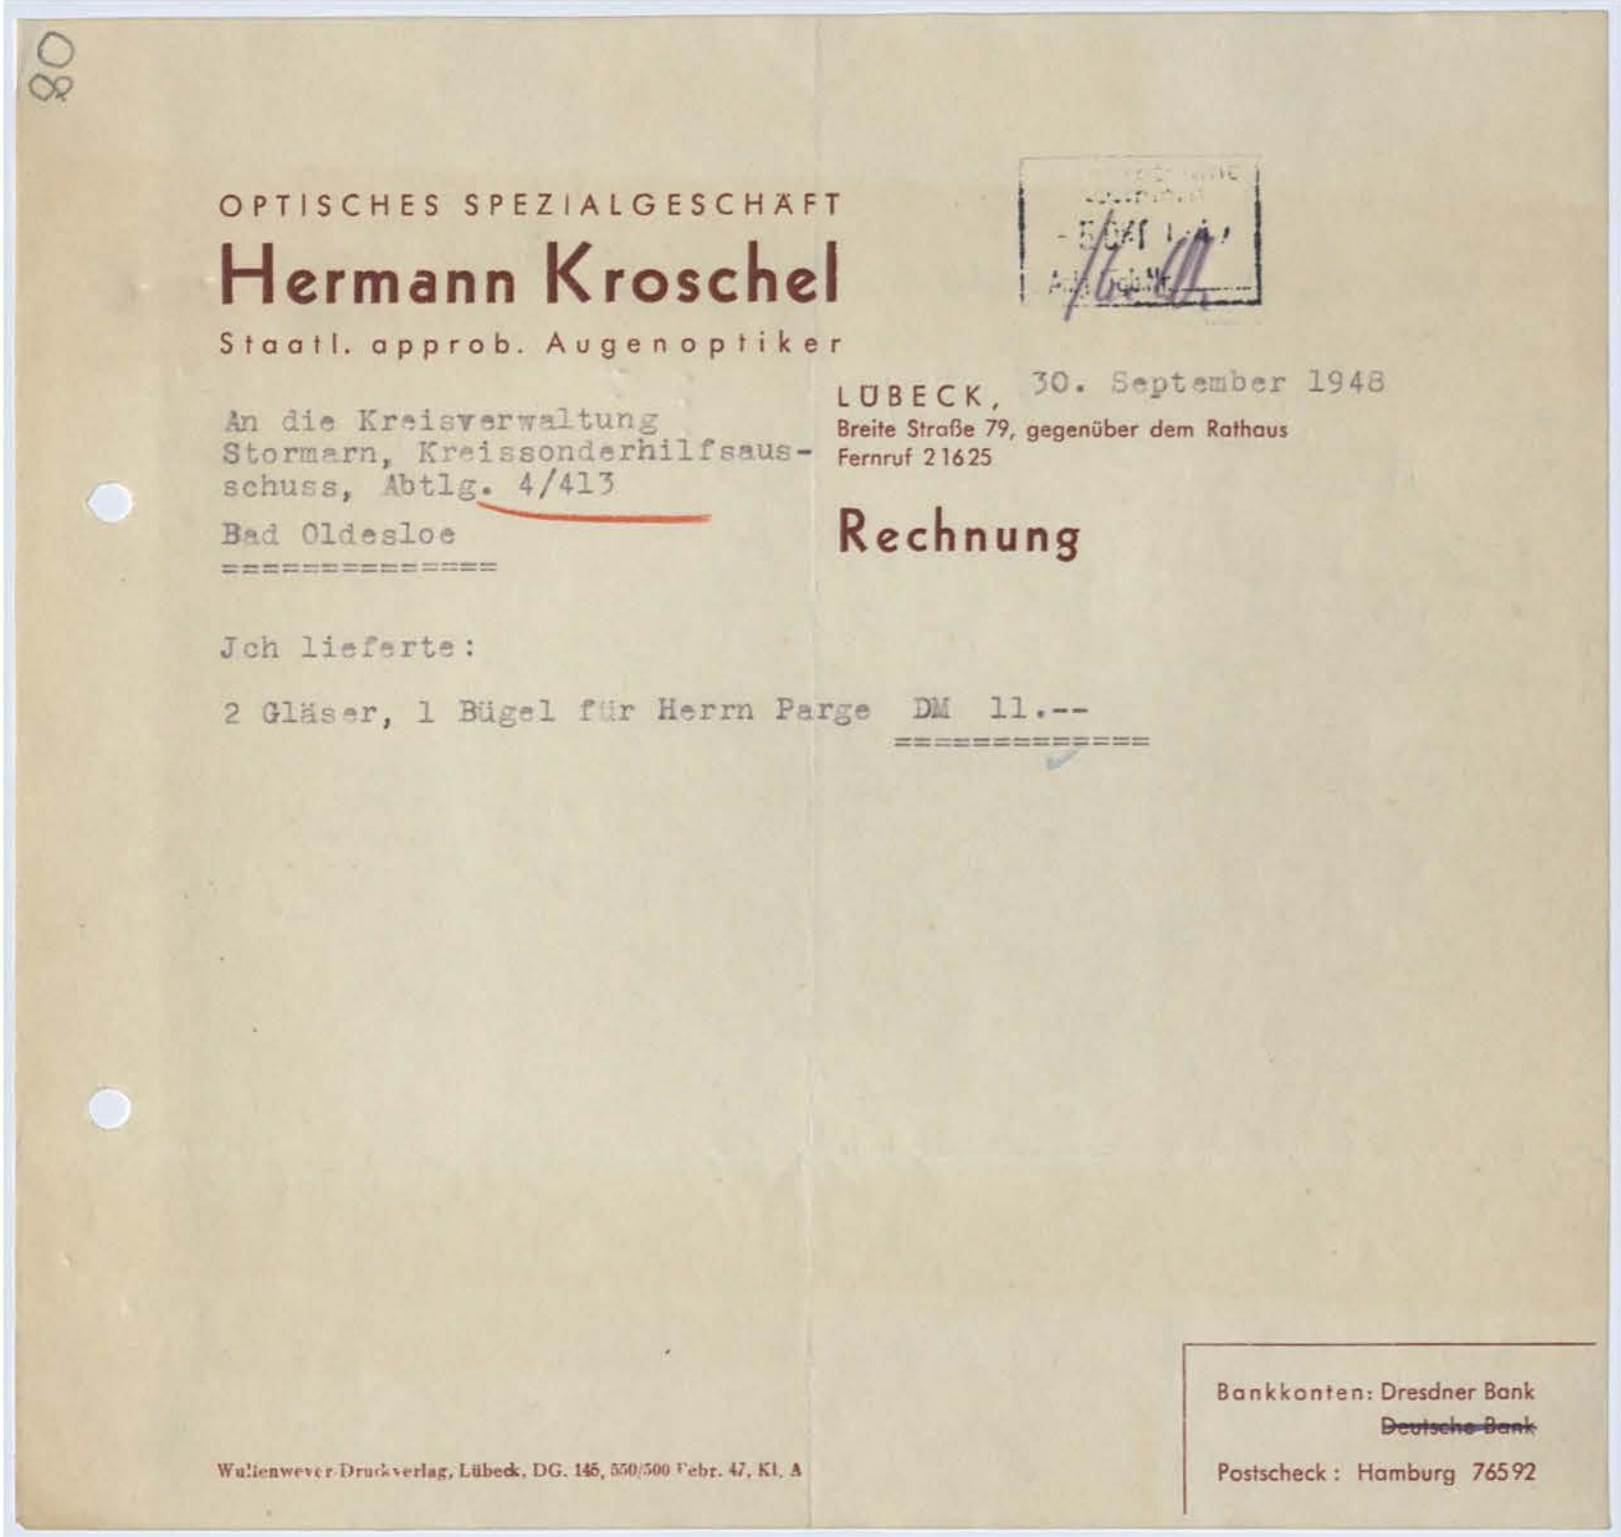 80
OPTISCHES SPEZIALGESCHÄFT
Hermann Kroschel
Staatl. approb. Augenoptiker
LÜBECK, 30. September 1948
Breite Straße 79, gegenüber dem Rathaus
Fernruf 21625
An die Kreisverwaltung
Stormarn, Kreissonderhilfsaus-
schuss, Abtlg. 4/413
Bad Oldesloe
===============
Rechnung
Jch lieferte:
2 Gläser, 1 Bügel für Herrn Parge DM 11.--
=============
Bankkonten: Dresdner Bank
Deutsche Bank
Postscheck: Hamburg 76592
Wullenwever-Druckverlag, Lübeck, DG. 145, 550/500 Febr. 47, Kl. A